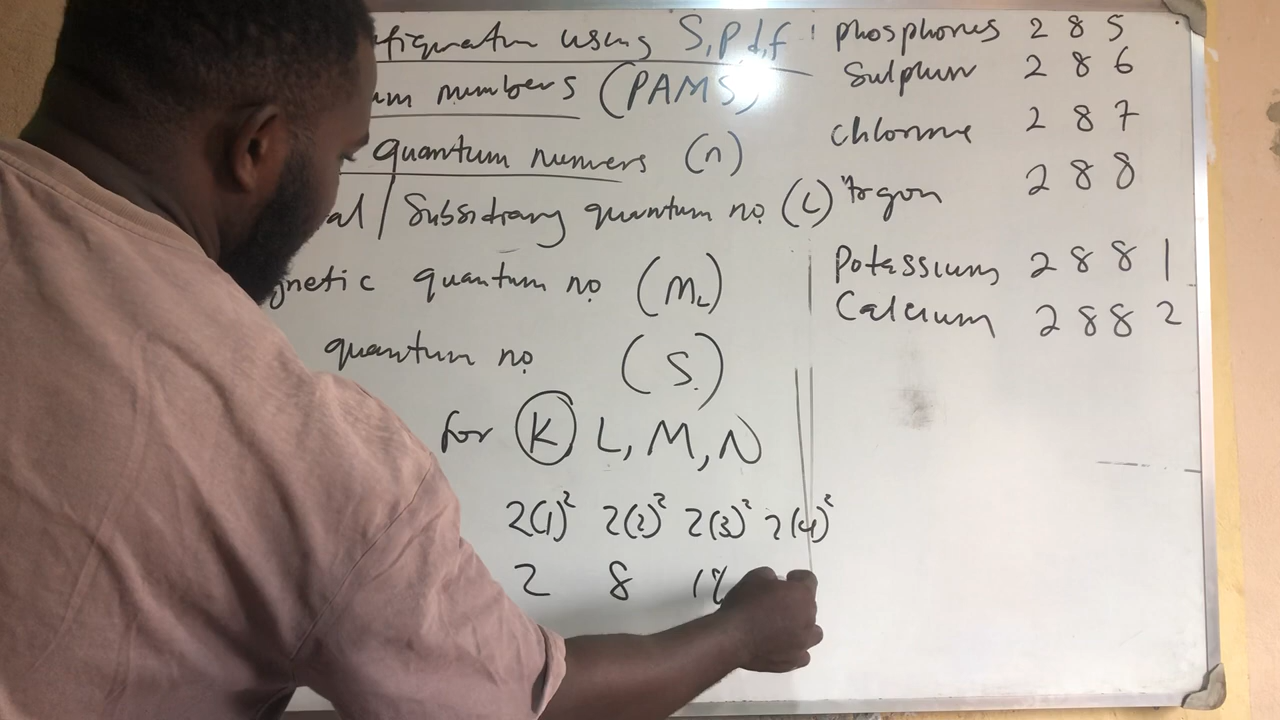 figuration using S,P,d,f
um numbers (PAMS)
quantum numers (n)
al / Subsidiary quantum no (L)
gnetic quantum no (ML)
quantum no (S.)
for K L, M, N
2(1)² 2(2)² 2(3)² 2(4)²
2 8 18
phosphorus 2 8 5
Sulphur 2 8 6
chlorine 2 8 7
Argon 2 8 8
Potassium 2 8 8 1
Calcium 2 8 8 2